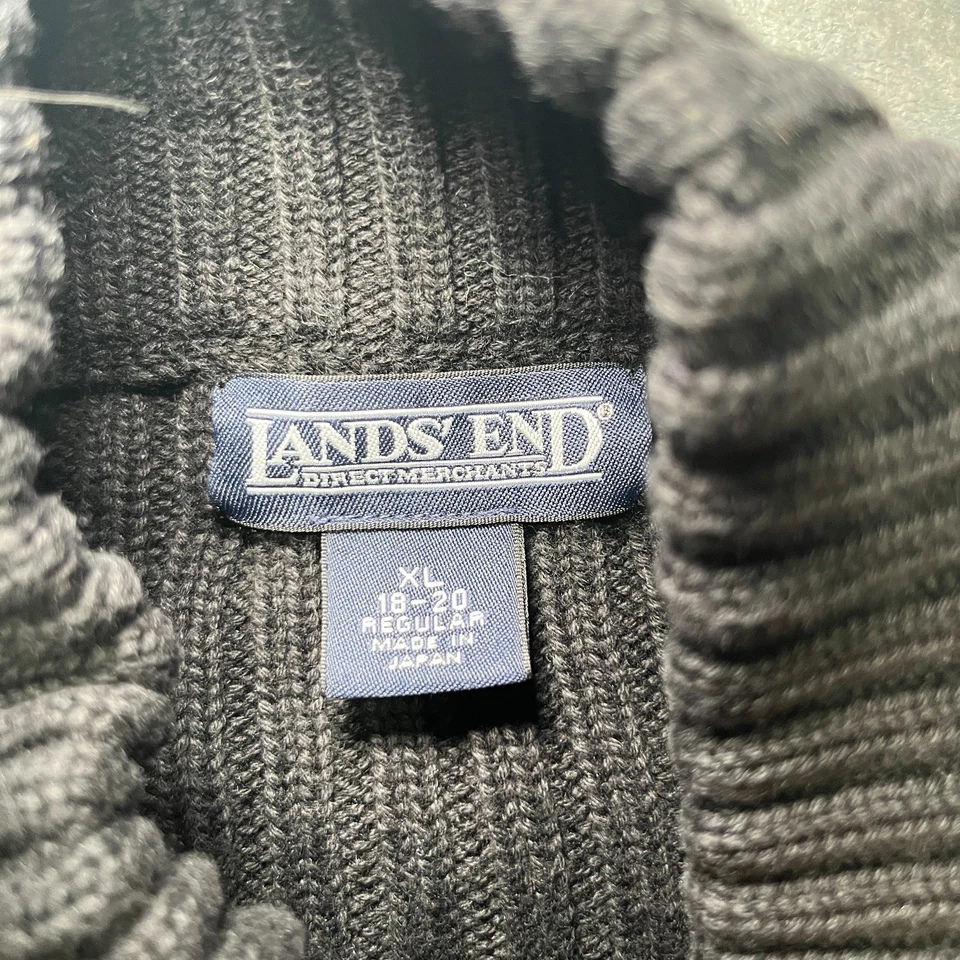 LANDS' END®
DIRECT MERCHANTS
XL
18-20
REGULAR
MADE IN
JAPAN